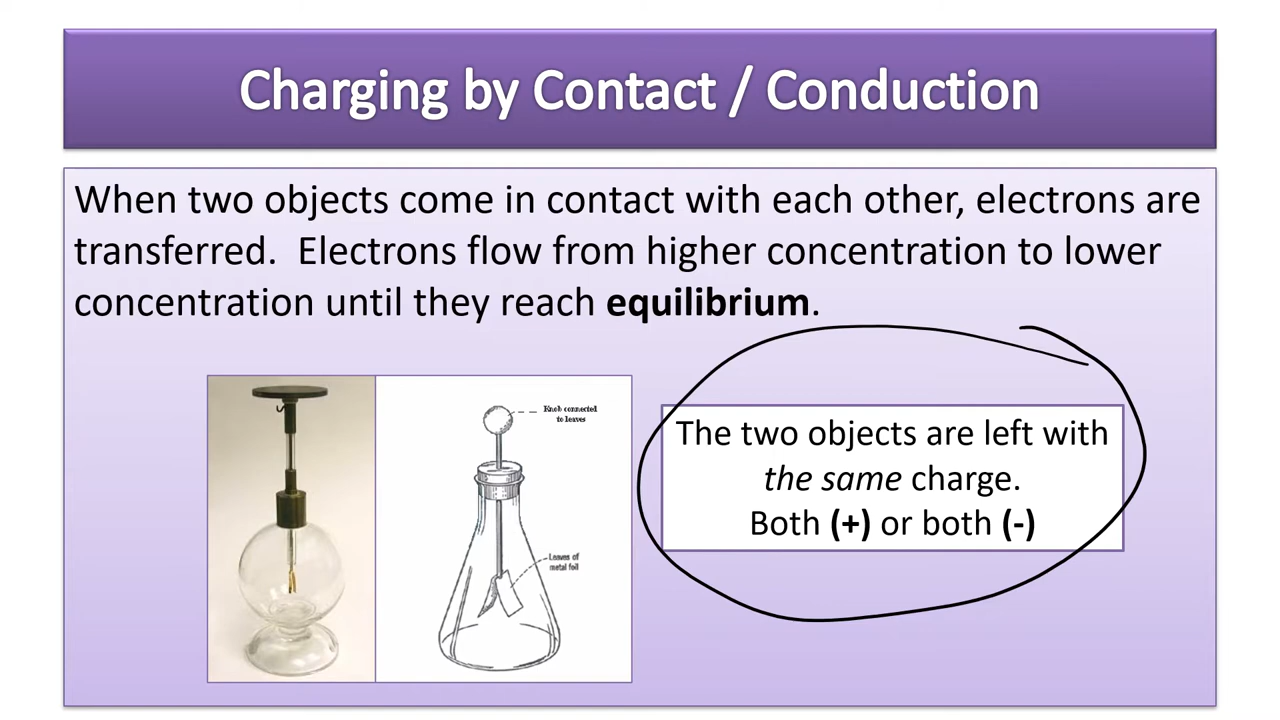 Charging by Contact / Conduction
When two objects come in contact with each other, electrons are
transferred.  Electrons flow from higher concentration to lower
concentration until they reach equilibrium.
Knob connected
to leaves
Leaves of
metal foil
The two objects are left with
the same charge.
Both (+) or both (-)